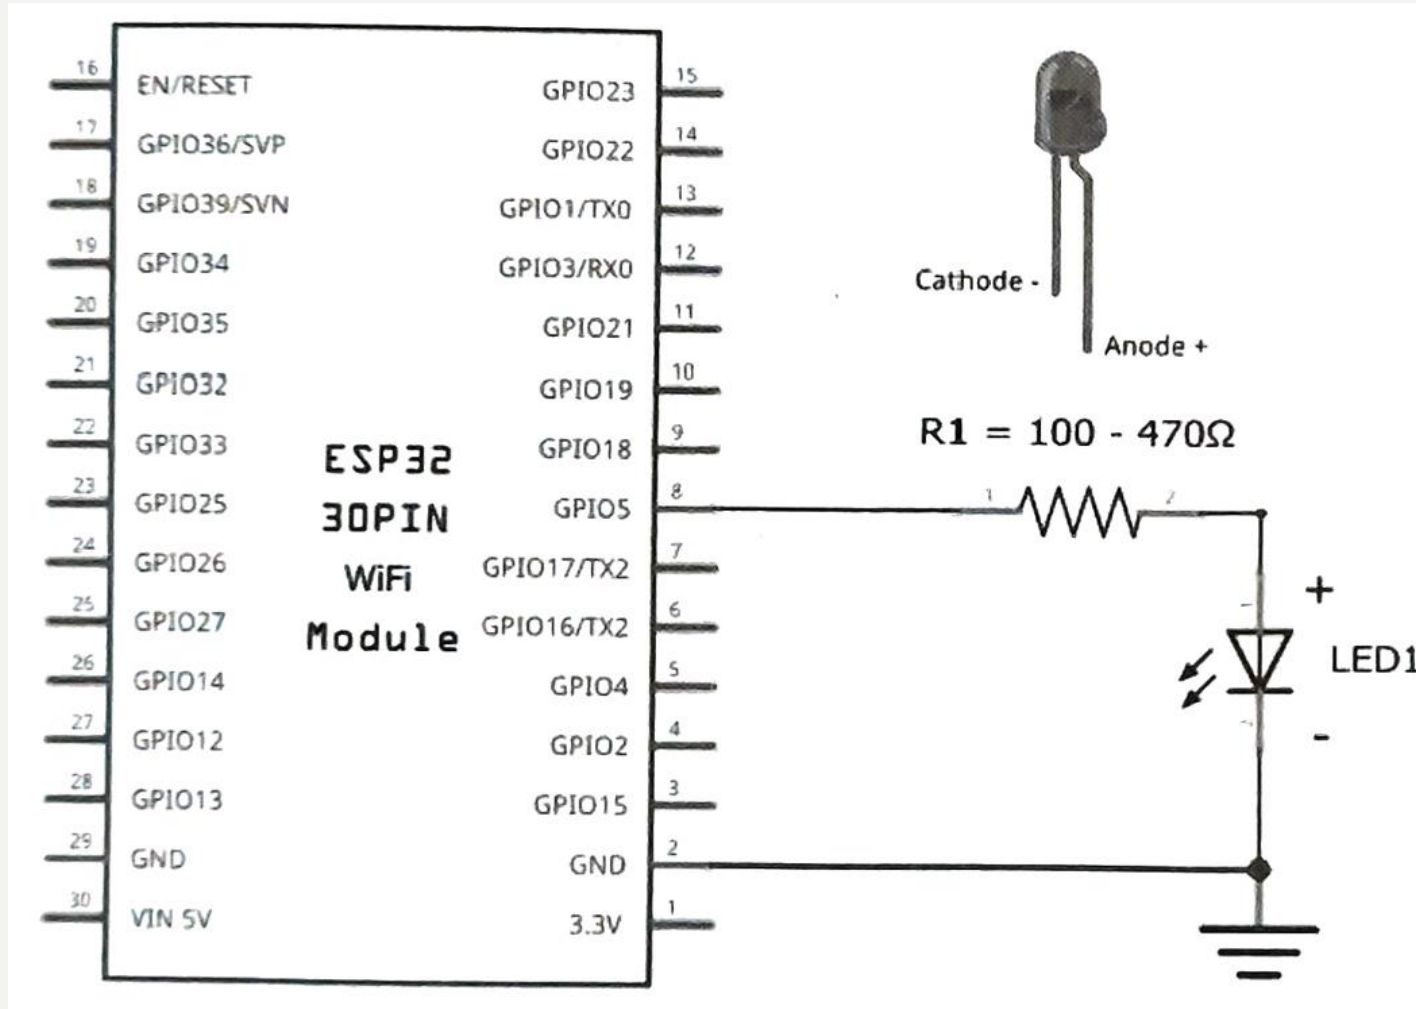 16
EN/RESET
17
GPIO36/SVP
18
GPIO39/SVN
19
GPIO34
20
GPIO35
21
GPIO32
22
GPIO33
23
GPIO25
24
GPIO26
25
GPIO27
26
GPIO14
27
GPIO12
28
GPIO13
29
GND
30
VIN 5V
ESP32
30PIN
WiFi
Module
15
GPIO23
14
GPIO22
13
GPIO1/TX0
12
GPIO3/RX0
11
GPIO21
10
GPIO19
9
GPIO18
8
GPIO5
7
GPIO17/TX2
6
GPIO16/TX2
5
GPIO4
4
GPIO2
3
GPIO15
2
GND
1
3.3V
Cathode -
Anode +
R1 = 100 - 470Ω
1
2
+
LED1
-